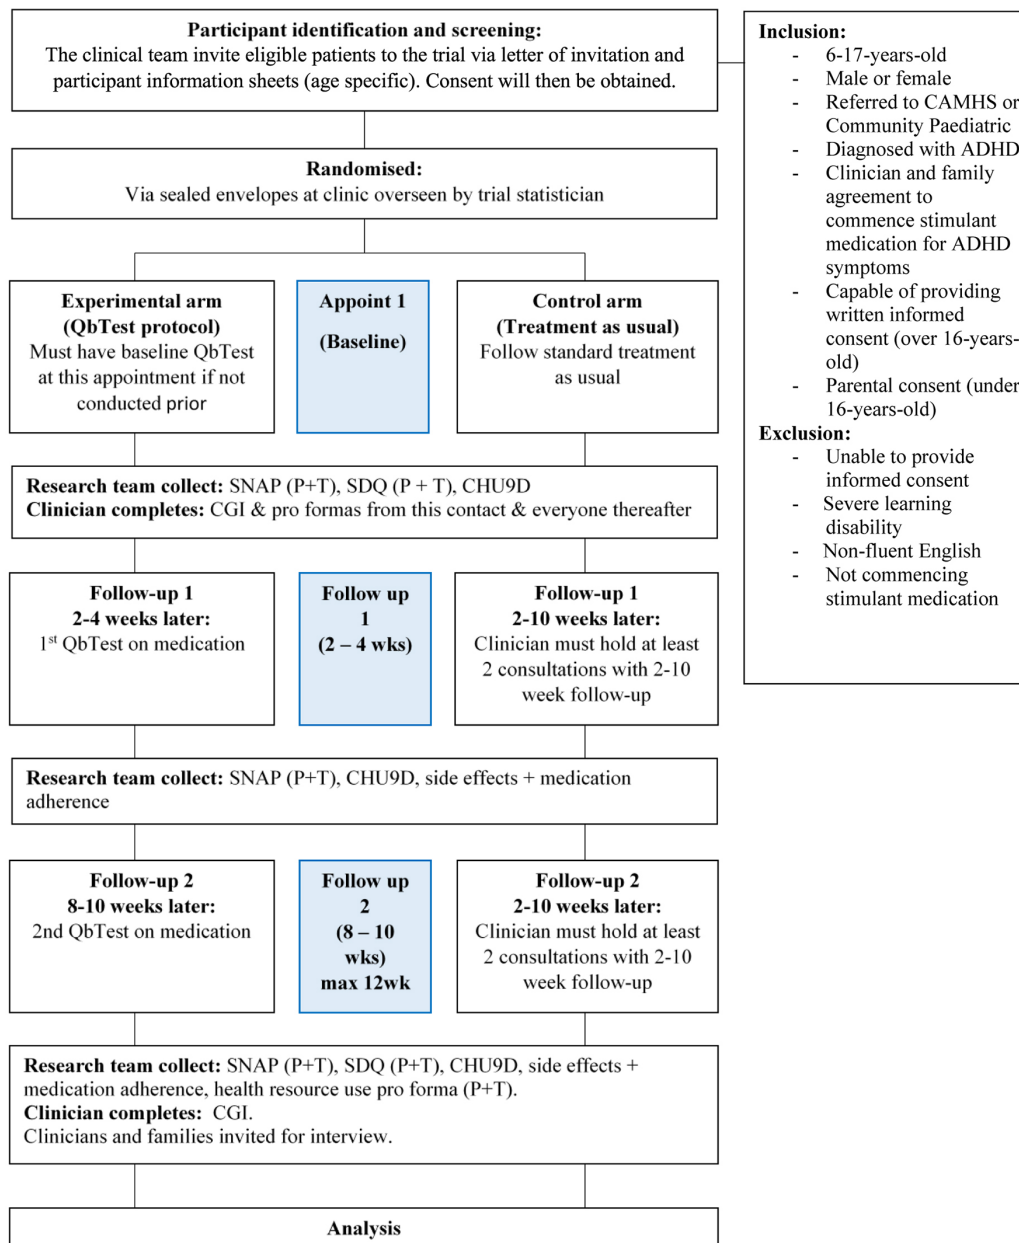 Participant identification and screening:
The clinical team invite eligible patients to the trial via letter of invitation and
participant information sheets (age specific). Consent will then be obtained.
Inclusion:
- 6-17-years-old
- Male or female
- Referred to CAMHS or
Community Paediatric
- Diagnosed with ADHD
- Clinician and family
agreement to
commence stimulant
medication for ADHD
symptoms
- Capable of providing
written informed
consent (over 16-years-
old)
- Parental consent (under
16-years-old)
Exclusion:
- Unable to provide
informed consent
- Severe learning
disability
- Non-fluent English
- Not commencing
stimulant medication
Randomised:
Via sealed envelopes at clinic overseen by trial statistician
Experimental arm
(QbTest protocol)
Must have baseline QbTest
at this appointment if not
conducted prior
Appoint 1
(Baseline)
Control arm
(Treatment as usual)
Follow standard treatment
as usual
Research team collect: SNAP (P+T), SDQ (P + T), CHU9D
Clinician completes: CGI & pro formas from this contact & everyone thereafter
Follow-up 1
2-4 weeks later:
1st QbTest on medication
Follow up
1
(2 – 4 wks)
Follow-up 1
2-10 weeks later:
Clinician must hold at least
2 consultations with 2-10
week follow-up
Research team collect: SNAP (P+T), CHU9D, side effects + medication
adherence
Follow-up 2
8-10 weeks later:
2nd QbTest on medication
Follow up
2
(8 – 10
wks)
max 12wk
Follow-up 2
2-10 weeks later:
Clinician must hold at least
2 consultations with 2-10
week follow-up
Research team collect: SNAP (P+T), SDQ (P+T), CHU9D, side effects +
medication adherence, health resource use pro forma (P+T).
Clinician completes: CGI.
Clinicians and families invited for interview.
Analysis